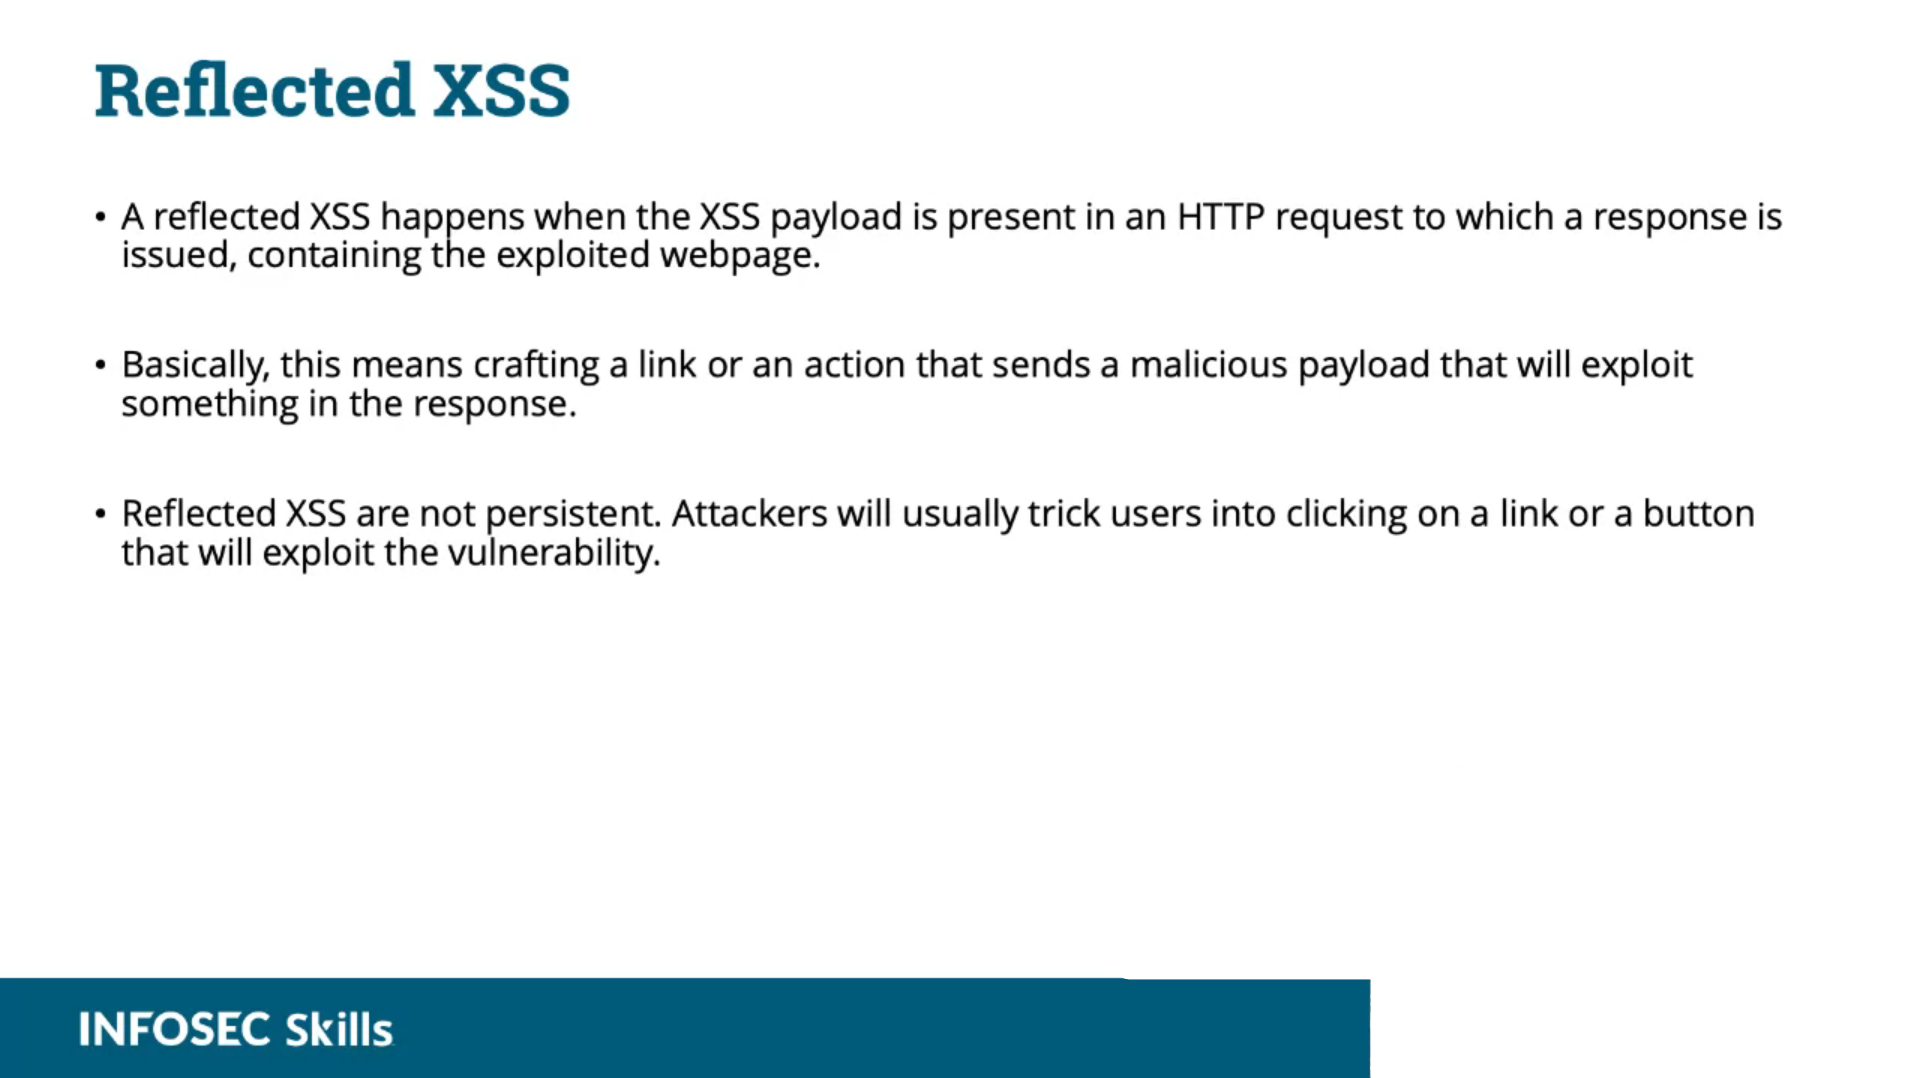 Reflected XSS
• A reflected XSS happens when the XSS payload is present in an HTTP request to which a response is
issued, containing the exploited webpage.
• Basically, this means crafting a link or an action that sends a malicious payload that will exploit
something in the response.
• Reflected XSS are not persistent. Attackers will usually trick users into clicking on a link or a button
that will exploit the vulnerability.
INFOSEC Skills